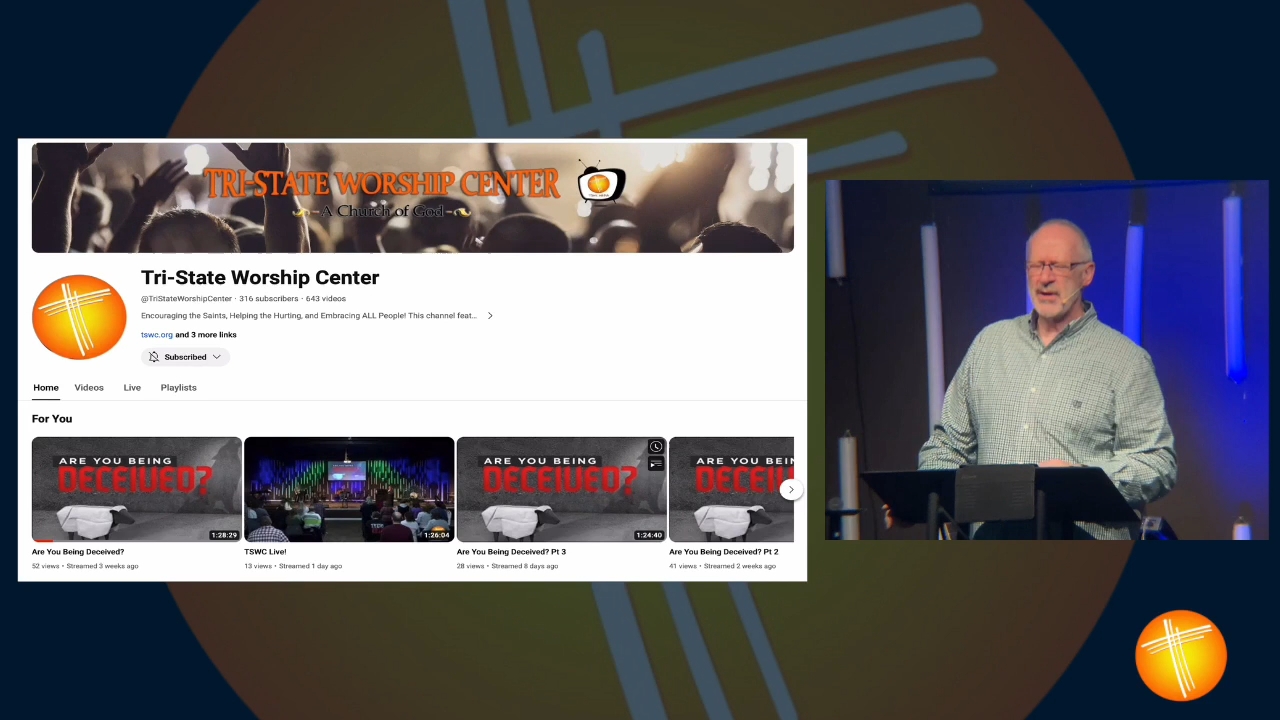 TRI-STATE WORSHIP CENTER
A Church of God
Tri-State Worship Center
@TriStateWorshipCenter · 316 subscribers · 643 videos
Encouraging the Saints, Helping the Hurting, and Embracing ALL People! This channel feat...
tswc.org and 3 more links
Subscribed
Home Videos Live Playlists
For You
ARE YOU BEING
DECEIVED?
1:28:29
Are You Being Deceived?
52 views • Streamed 3 weeks ago
1:26:04
TSWC Live!
13 views • Streamed 1 day ago
ARE YOU BEING
DECEIVED?
1:24:40
Are You Being Deceived? Pt 3
28 views • Streamed 8 days ago
ARE YOU BEIN
DECEIVE
Are You Being Deceived? Pt 2
41 views • Streamed 2 weeks ago